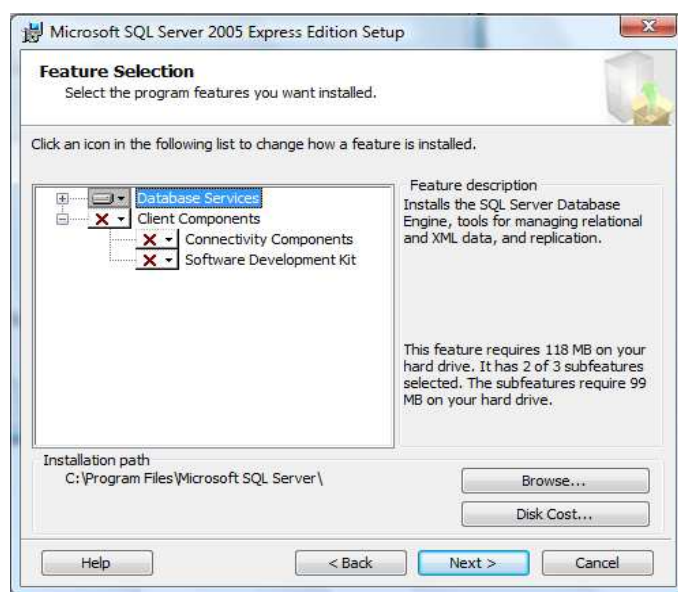 Microsoft SQL Server 2005 Express Edition Setup
Feature Selection
Select the program features you want installed.
Click an icon in the following list to change how a feature is installed.
Database Services
Client Components
Connectivity Components
Software Development Kit
Feature description
Installs the SQL Server Database
Engine, tools for managing relational
and XML data, and replication.
This feature requires 118 MB on your
hard drive. It has 2 of 3 subfeatures
selected. The subfeatures require 99
MB on your hard drive.
Installation path
C:\Program Files\Microsoft SQL Server\
Browse...
Disk Cost...
Help
< Back
Next >
Cancel